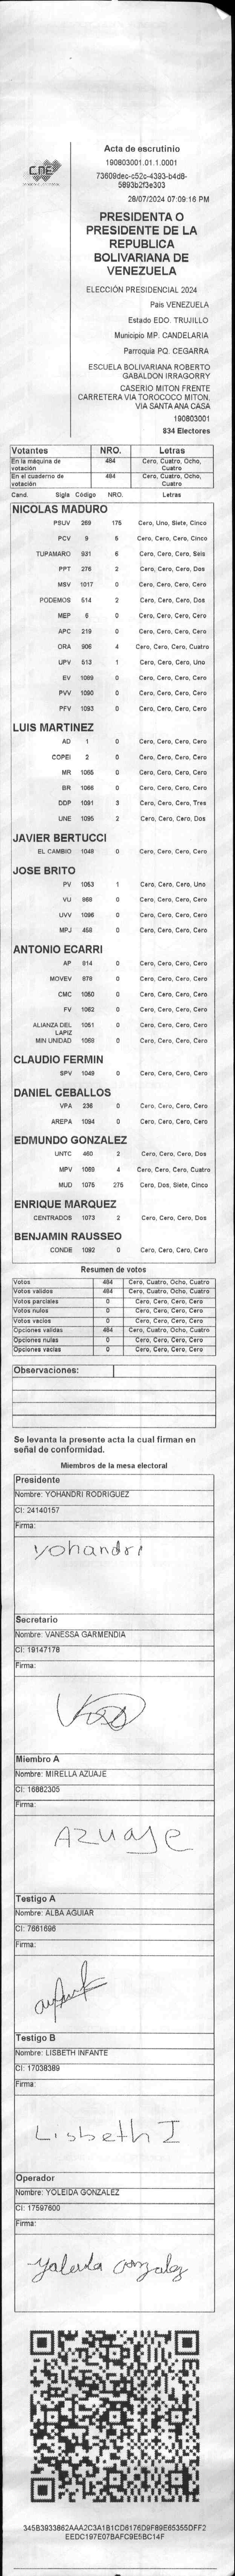 CNE
Acta de escrutinio
190803001.01.1.0001
73609dec-c52c-4393-b4d8-
5993b2f3e303
28/07/2024 07:09:16 PM
PRESIDENTA O
PRESIDENTE DE LA
REPUBLICA
BOLIVARIANA DE
VENEZUELA
ELECCIÓN PRESIDENCIAL 2024
Pais VENEZUELA
Estado EDO. TRUJILLO
Municipio MP. CANDELARIA
Parroquia PQ. CEGARRA
ESCUELA BOLIVARIANA ROBERTO
GABALDON IRRAGORRY
CASERIO MITON FRENTE
CARRETERA VIA TOROCOCO MITON.
VIA SANTA ANA CASA
190803001
834 Electores
Votantes NRO. Letras
En la máquina de votación 484 Cero, Cuatro, Ocho, Cuatro
En el cuaderno de votación 484 Cero, Cuatro, Ocho, Cuatro
Cand. Sigla Código NRO. Letras
NICOLAS MADURO
PSUV 269 175 Cero, Uno, Siete, Cinco
PCV 9 5 Cero, Cero, Cero, Cinco
TUPAMARO 931 6 Cero, Cero, Cero, Seis
PPT 276 2 Cero, Cero, Cero, Dos
MSV 1017 0 Cero, Cero, Cero, Cero
PODEMOS 514 2 Cero, Cero, Cero, Dos
MEP 6 0 Cero, Cero, Cero, Cero
APC 219 0 Cero, Cero, Cero, Cero
ORA 906 4 Cero, Cero, Cero, Cuatro
UPV 513 1 Cero, Cero, Cero, Uno
EV 1089 0 Cero, Cero, Cero, Cero
PVV 1090 0 Cero, Cero, Cero, Cero
PFV 1093 0 Cero, Cero, Cero, Cero
LUIS MARTINEZ
AD 1 0 Cero, Cero, Cero, Cero
COPEI 2 0 Cero, Cero, Cero, Cero
MR 1065 0 Cero, Cero, Cero, Cero
BR 1066 0 Cero, Cero, Cero, Cero
DDP 1091 3 Cero, Cero, Cero, Tres
UNE 1095 2 Cero, Cero, Cero, Dos
JAVIER BERTUCCI
EL CAMBIO 1049 0 Cero, Cero, Cero, Cero
JOSE BRITO
PV 1053 1 Cero, Cero, Cero, Uno
VU 868 0 Cero, Cero, Cero, Cero
UVV 1096 0 Cero, Cero, Cero, Cero
MPJ 459 0 Cero, Cero, Cero, Cero
ANTONIO ECARRI
AP 814 0 Cero, Cero, Cero, Cero
MOVEV 878 0 Cero, Cero, Cero, Cero
CMC 1050 0 Cero, Cero, Cero, Cero
FV 1062 0 Cero, Cero, Cero, Cero
ALIANZA DEL LAPIZ 1051 0 Cero, Cero, Cero, Cero
MIN UNIDAD 1068 0 Cero, Cero, Cero, Cero
CLAUDIO FERMIN
SPV 1049 0 Cero, Cero, Cero, Cero
DANIEL CEBALLOS
VPA 236 0 Cero, Cero, Cero, Cero
AREPA 1094 0 Cero, Cero, Cero, Cero
EDMUNDO GONZALEZ
UNTC 460 2 Cero, Cero, Cero, Dos
MPV 1069 4 Cero, Cero, Cero, Cuatro
MUD 1075 275 Cero, Dos, Siete, Cinco
ENRIQUE MARQUEZ
CENTRADOS 1073 2 Cero, Cero, Cero, Dos
BENJAMIN RAUSSEO
CONDE 1092 0 Cero, Cero, Cero, Cero
Resumen de votos
Votos 484 Cero, Cuatro, Ocho, Cuatro
Votos validos 484 Cero, Cuatro, Ocho, Cuatro
Votos parciales 0 Cero, Cero, Cero, Cero
Votos nulos 0 Cero, Cero, Cero, Cero
Votos vacios 0 Cero, Cero, Cero, Cero
Opciones validas 484 Cero, Cuatro, Ocho, Cuatro
Opciones nulas 0 Cero, Cero, Cero, Cero
Opciones vacias 0 Cero, Cero, Cero, Cero
Observaciones:
Se levanta la presente acta la cual firman en
señal de conformidad.
Miembros de la mesa electoral
Presidente
Nombre: YOHANDRI RODRIGUEZ
CI: 24140157
Firma:
Yohandri
Secretario
Nombre: VANESSA GARMENDIA
CI: 19147178
Firma:
Miembro A
Nombre: MIRELLA AZUAJE
CI: 16882305
Firma:
AZUAJE
Testigo A
Nombre: ALBA AGUIAR
CI: 7661696
Firma:
Testigo B
Nombre: LISBETH INFANTE
CI: 17038389
Firma:
Lisbeth I
Operador
Nombre: YOLEIDA GONZALEZ
CI: 17597600
Firma:
345B3933862AAA2C3A1B1CD6176D9F89E65355DFF2
EEDC197E07BAFC9E5BC14F